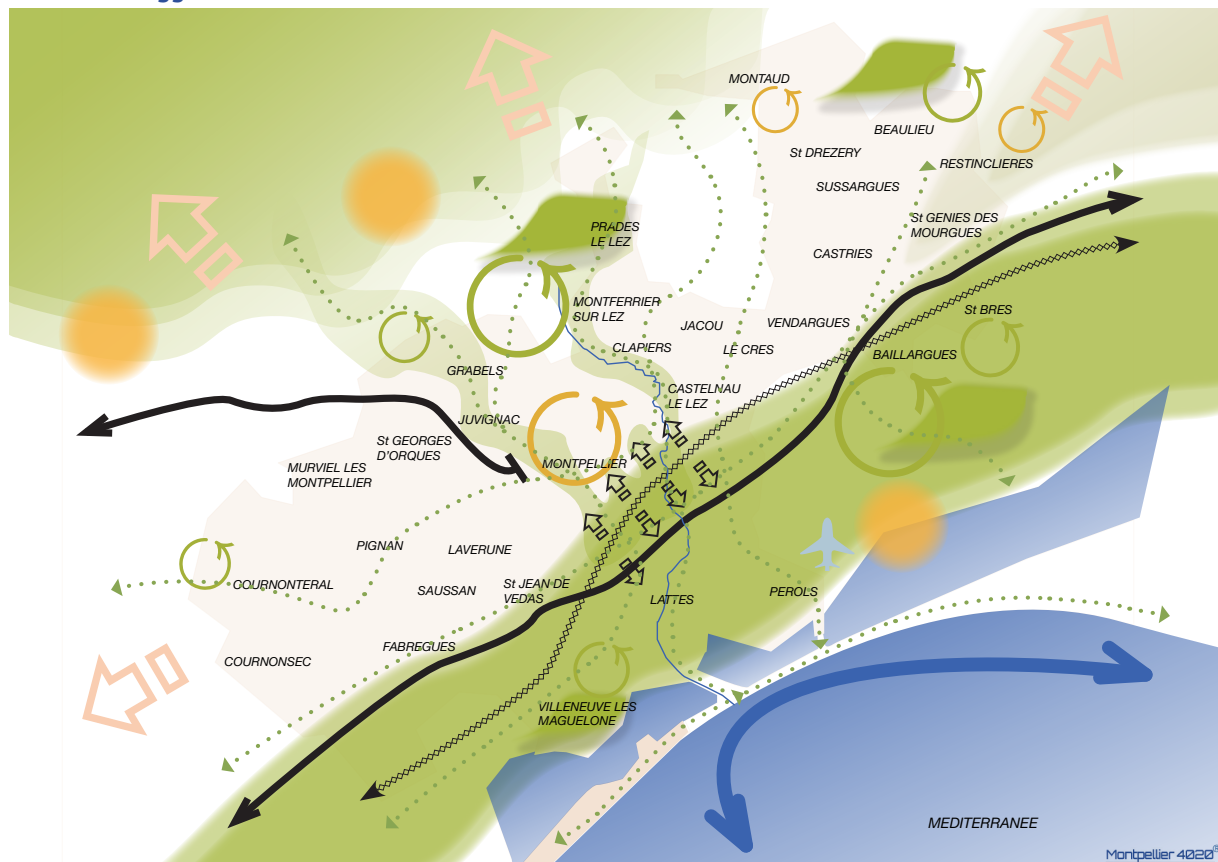 MONTAUD
BEAULIEU
St DREZERY
RESTINCLIERES
SUSSARGUES
St GENIES DES
MOURGUES
PRADES
LE LEZ
CASTRIES
MONTFERRIER
SUR LEZ
St BRES
JACOU
VENDARGUES
CLAPIERS
LE CRES
BAILLARGUES
GRABELS
CASTELNAU
LE LEZ
JUVIGNAC
St GEORGES
D'ORQUES
MONTPELLIER
MURVIEL LES
MONTPELLIER
PIGNAN
LAVERUNE
COURNONTERAL
SAUSSAN
St JEAN DE
VEDAS
LATTES
PEROLS
FABREGUES
COURNONSEC
VILLENEUVE LES
MAGUELONE
MEDITERRANEE
Montpellier 4020®